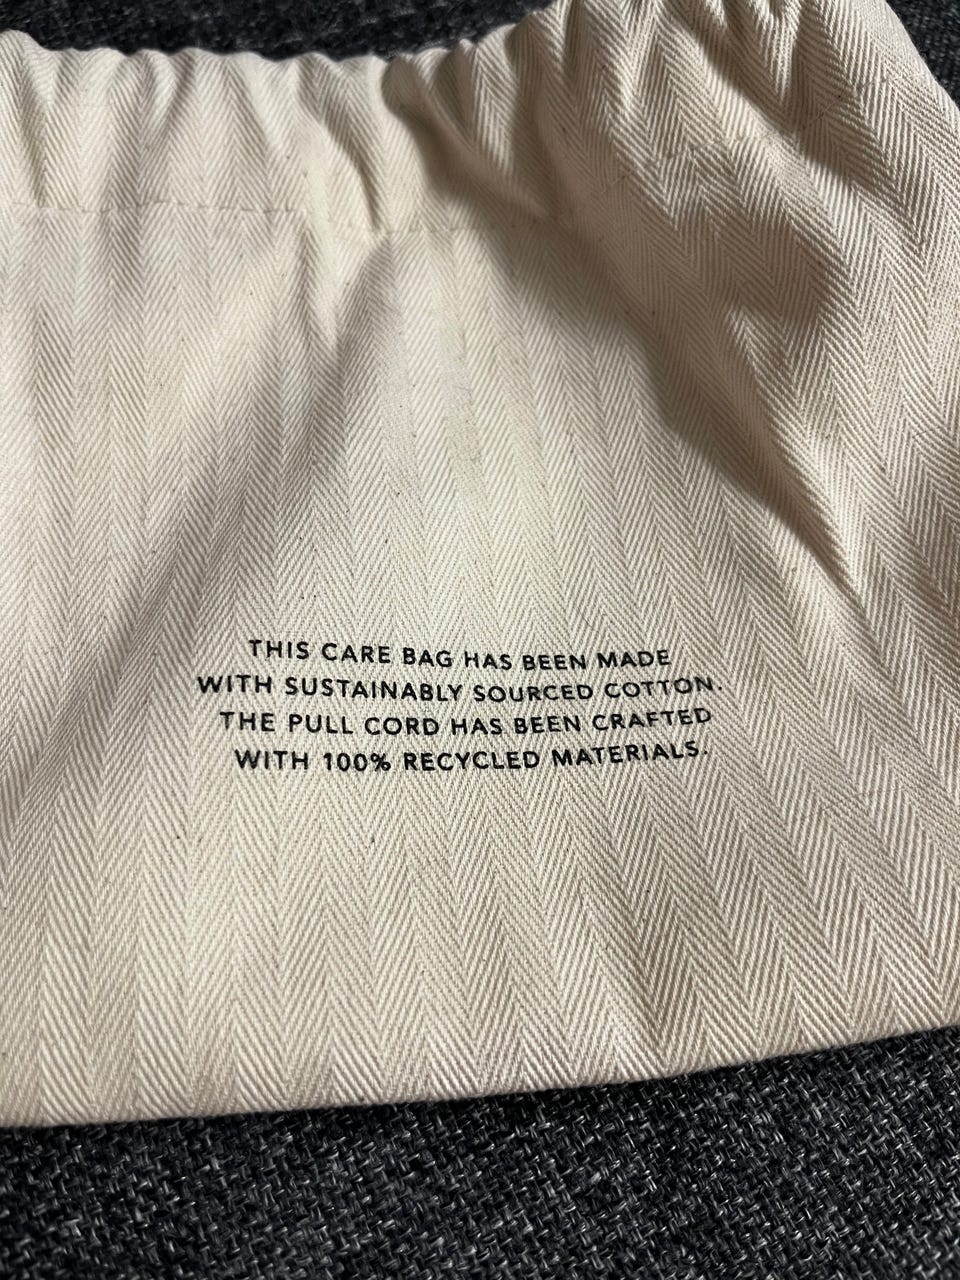 THIS CARE BAG HAS BEEN MADE
WITH SUSTAINABLY SOURCED COTTON.
THE PULL CORD HAS BEEN CRAFTED
WITH 100% RECYCLED MATERIALS.